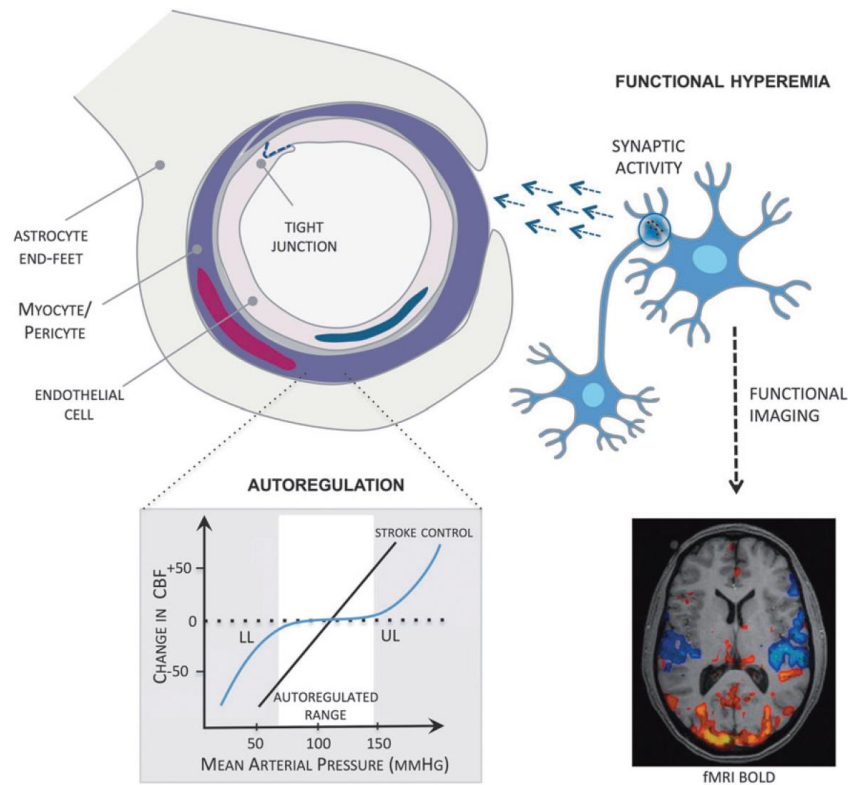 FUNCTIONAL HYPEREMIA
SYNAPTIC
ACTIVITY
TIGHT
JUNCTION
ASTROCYTE
END-FEET
MYOCYTE/
PERICYTE
ENDOTHELIAL
CELL
FUNCTIONAL
IMAGING
AUTOREGULATION
STROKE CONTROL
CHANGE IN CBF
+50
0
-50
LL
UL
AUTOREGULATED
RANGE
50 100 150
MEAN ARTERIAL PRESSURE (MMHG)
fMRI BOLD